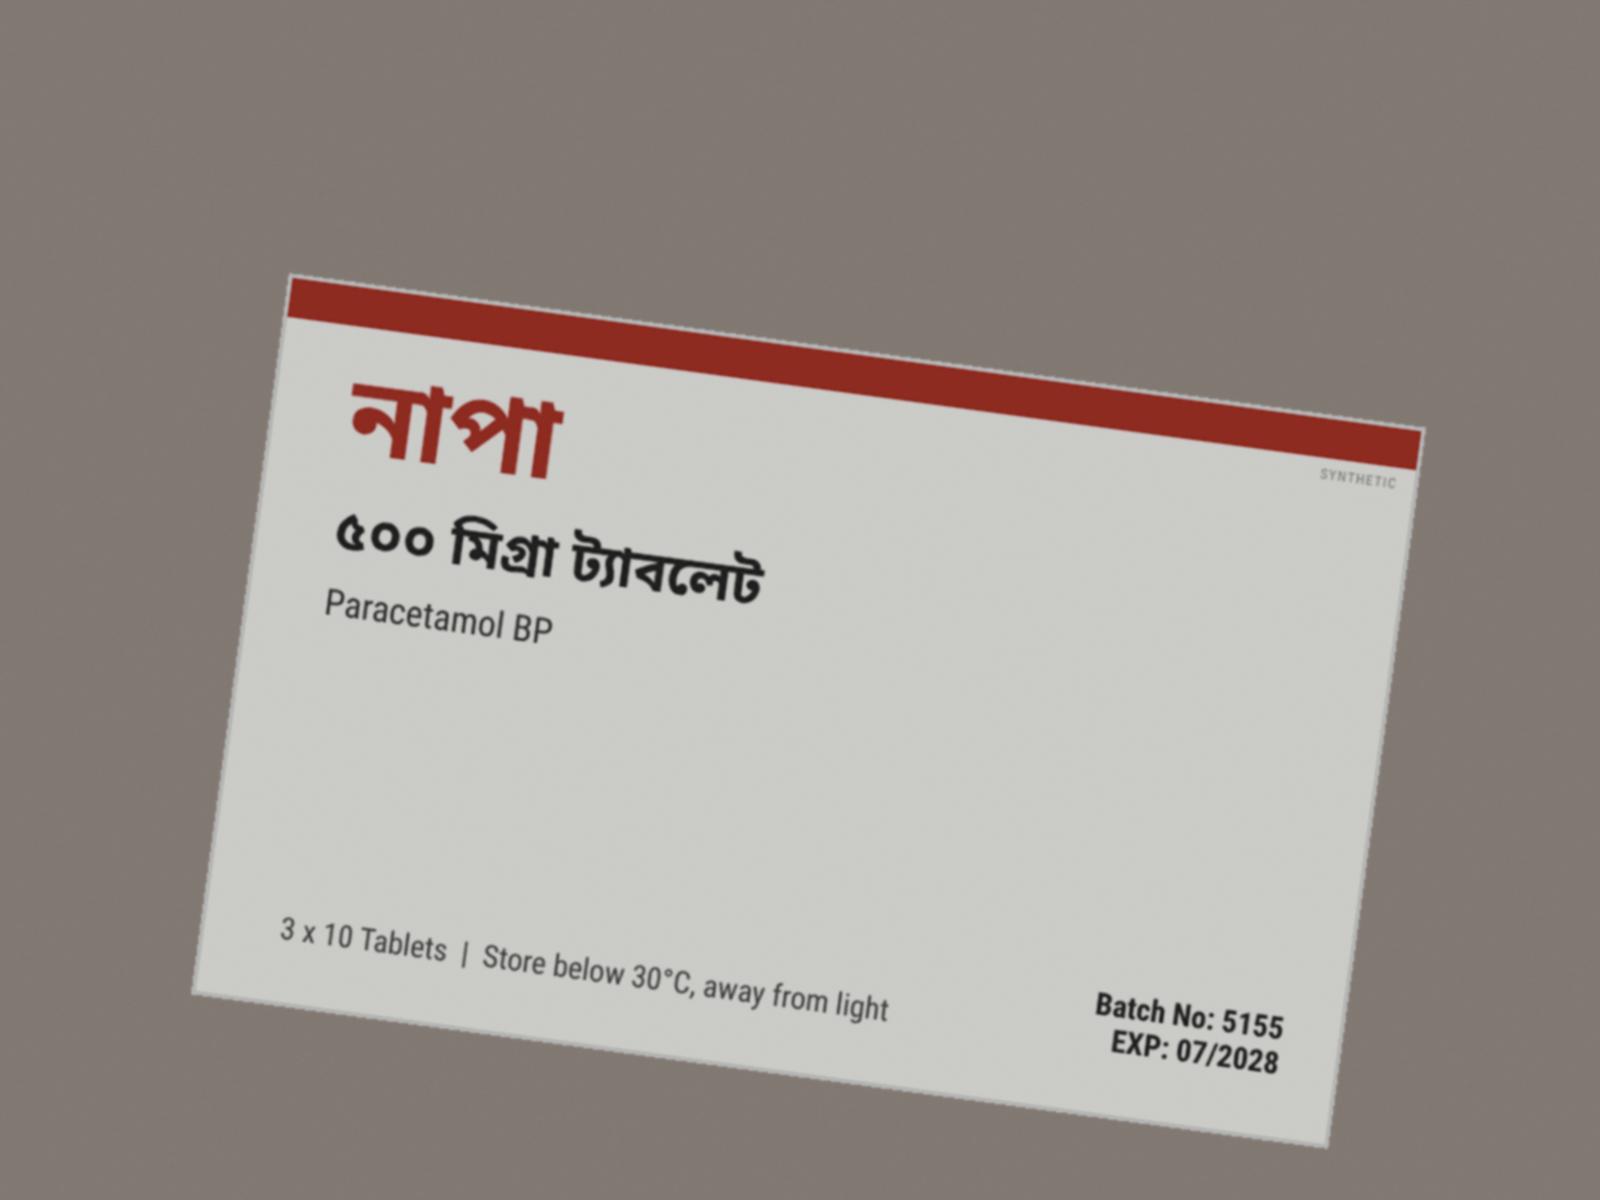 নাপা
SYNTHETIC
৫০০ মিগ্রা ট্যাবলেট
Paracetamol BP
3 x 10 Tablets | Store below 30°C, away from light
Batch No: 5155
EXP: 07/2028